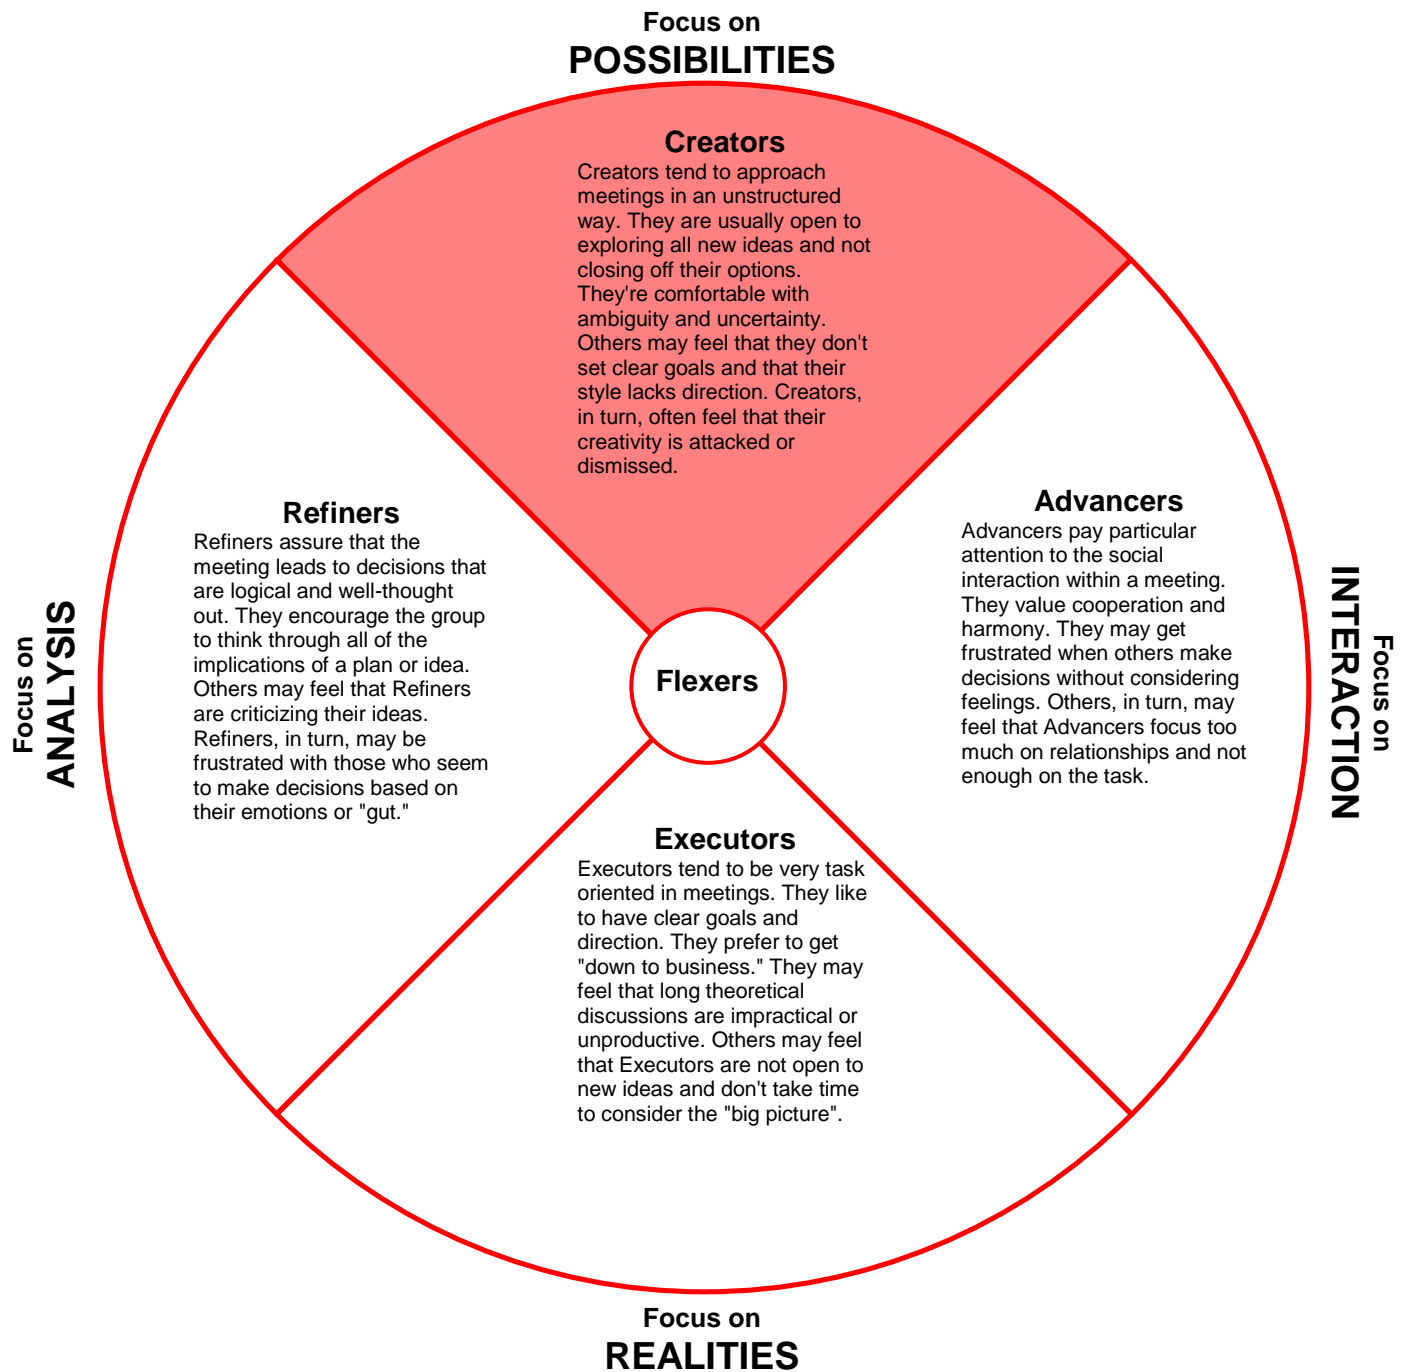 Focus on
POSSIBILITIES
Creators
Creators tend to approach
meetings in an unstructured
way. They are usually open to
exploring all new ideas and not
closing off their options.
They're comfortable with
ambiguity and uncertainty.
Others may feel that they don't
set clear goals and that their
style lacks direction. Creators,
in turn, often feel that their
creativity is attacked or
dismissed.
Focus on
ANALYSIS
Refiners
Refiners assure that the
meeting leads to decisions that
are logical and well-thought
out. They encourage the group
to think through all of the
implications of a plan or idea.
Others may feel that Refiners
are criticizing their ideas.
Refiners, in turn, may be
frustrated with those who seem
to make decisions based on
their emotions or "gut."
Flexers
Advancers
Advancers pay particular
attention to the social
interaction within a meeting.
They value cooperation and
harmony. They may get
frustrated when others make
decisions without considering
feelings. Others, in turn, may
feel that Advancers focus too
much on relationships and not
enough on the task.
Focus on
INTERACTION
Executors
Executors tend to be very task
oriented in meetings. They like
to have clear goals and
direction. They prefer to get
"down to business." They may
feel that long theoretical
discussions are impractical or
unproductive. Others may feel
that Executors are not open to
new ideas and don't take time
to consider the "big picture".
Focus on
REALITIES